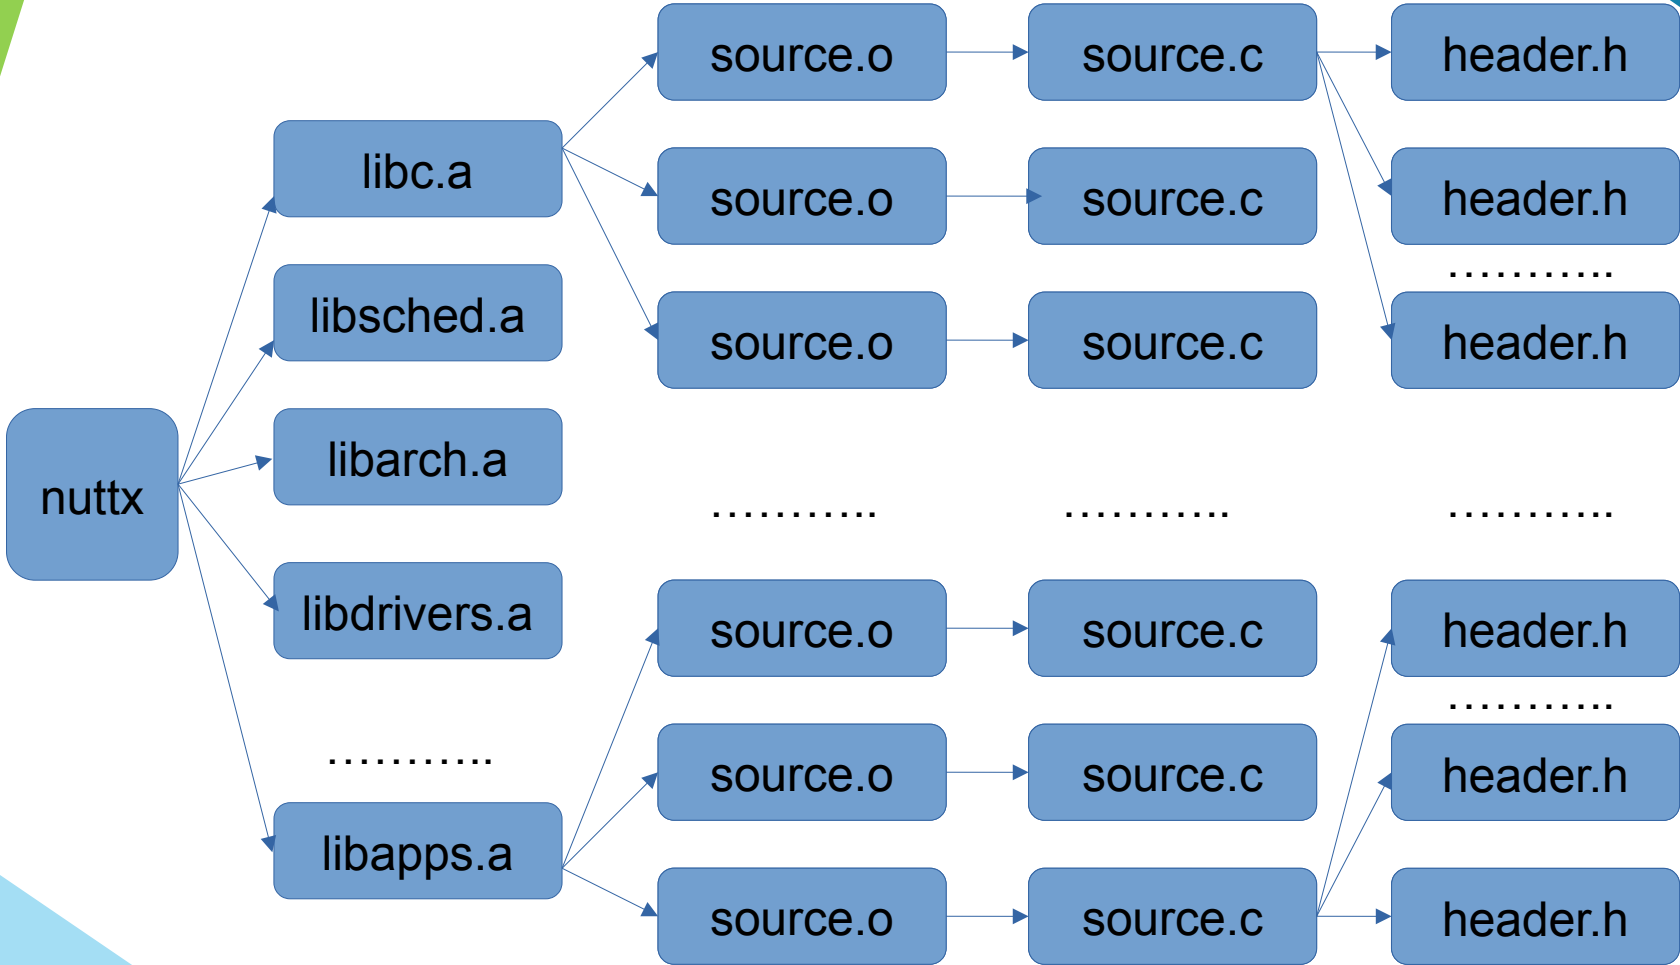 nuttx
libc.a
libsched.a
libarch.a
libdrivers.a
………..
libapps.a
source.o
source.o
source.o
………..
source.o
source.o
source.o
source.c
source.c
source.c
………..
source.c
source.c
source.c
header.h
header.h
………..
header.h
………..
header.h
………..
header.h
header.h